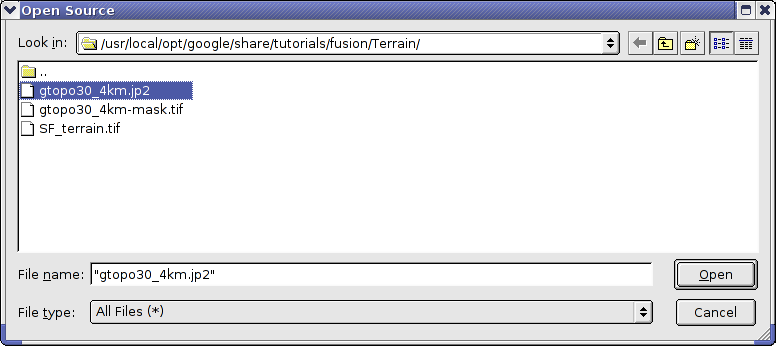 Open Source
Look in: /usr/local/opt/google/share/tutorials/fusion/Terrain/
..
gtopo30_4km.jp2
gtopo30_4km-mask.tif
SF_terrain.tif
File name: "gtopo30_4km.jp2" Open
File type: All Files (*) Cancel